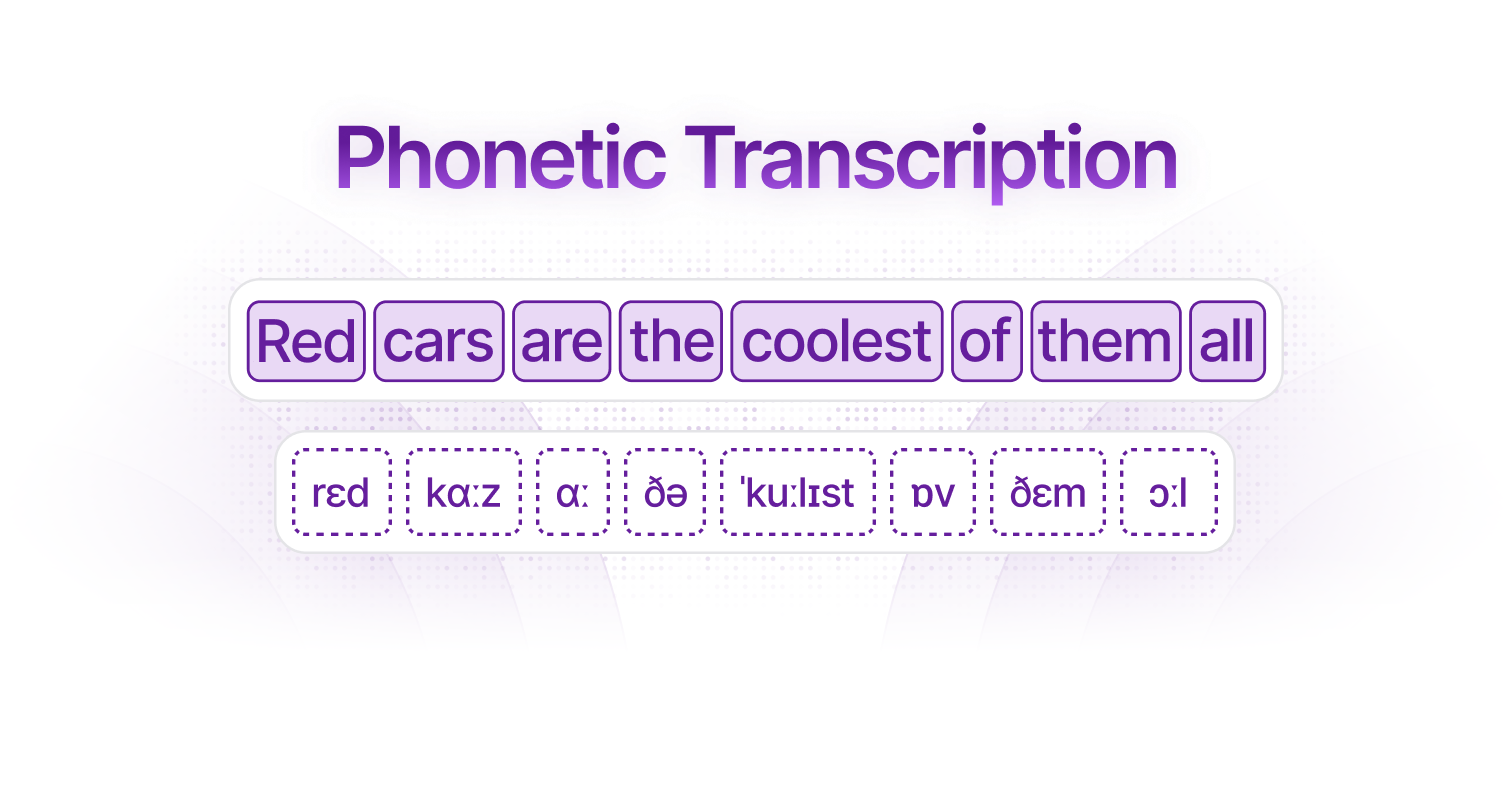 Phonetic Transcription
Red cars are the coolest of them all
rɛd kɑːz ɑː ðə ˈkuːlɪst ɒv ðɛm ɔːl